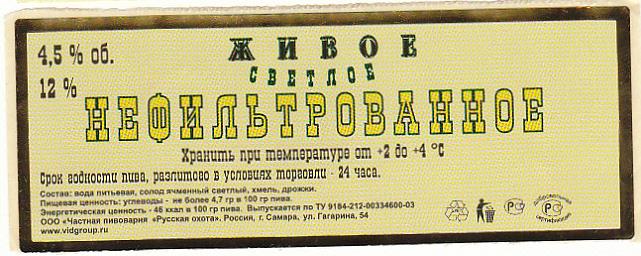 4,5 % об.
ЖИВОЕ
12 %
СВЕТЛОЕ
НЕФИЛЬТРОВАННОЕ
Хранить при температуре от +2 до +4 °C
Срок годности пива, разлитого в условиях торговли - 24 часа.
Состав: вода питьевая, солод ячменный светлый, хмель, дрожжи.
Пищевая ценность: углеводы - не более 4,7 гр в 100 гр пива.
Энергетическая ценность - 46 ккал в 100 гр пива. Выпускается по ТУ 9184-212-00334600-03
ООО «Частная пивоварня «Русская охота». Россия, г. Самара, ул. Гагарина, 54
www.vidgroup.ru
добровольная
сертификация